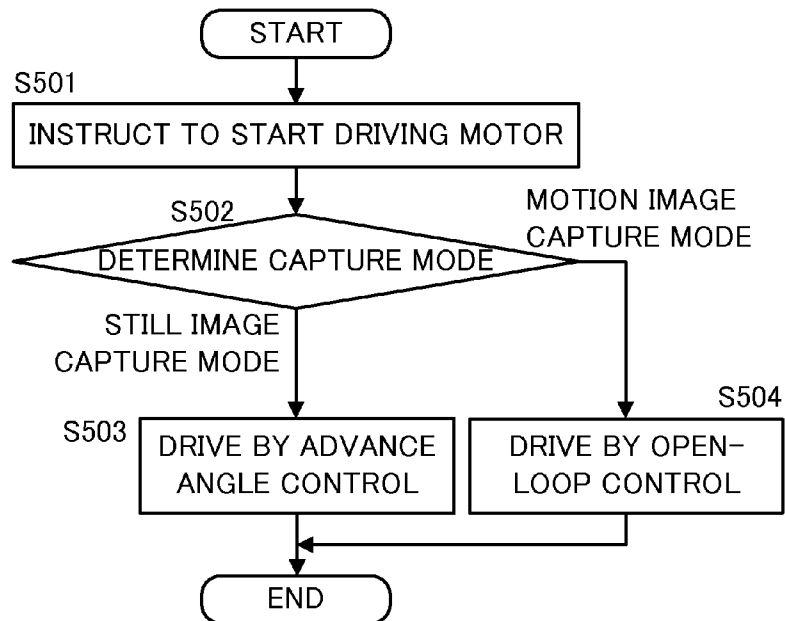 START
S501
INSTRUCT TO START DRIVING MOTOR
S502
DETERMINE CAPTURE MODE
MOTION IMAGE
CAPTURE MODE
STILL IMAGE
CAPTURE MODE
S503
DRIVE BY ADVANCE
ANGLE CONTROL
S504
DRIVE BY OPEN-
LOOP CONTROL
END